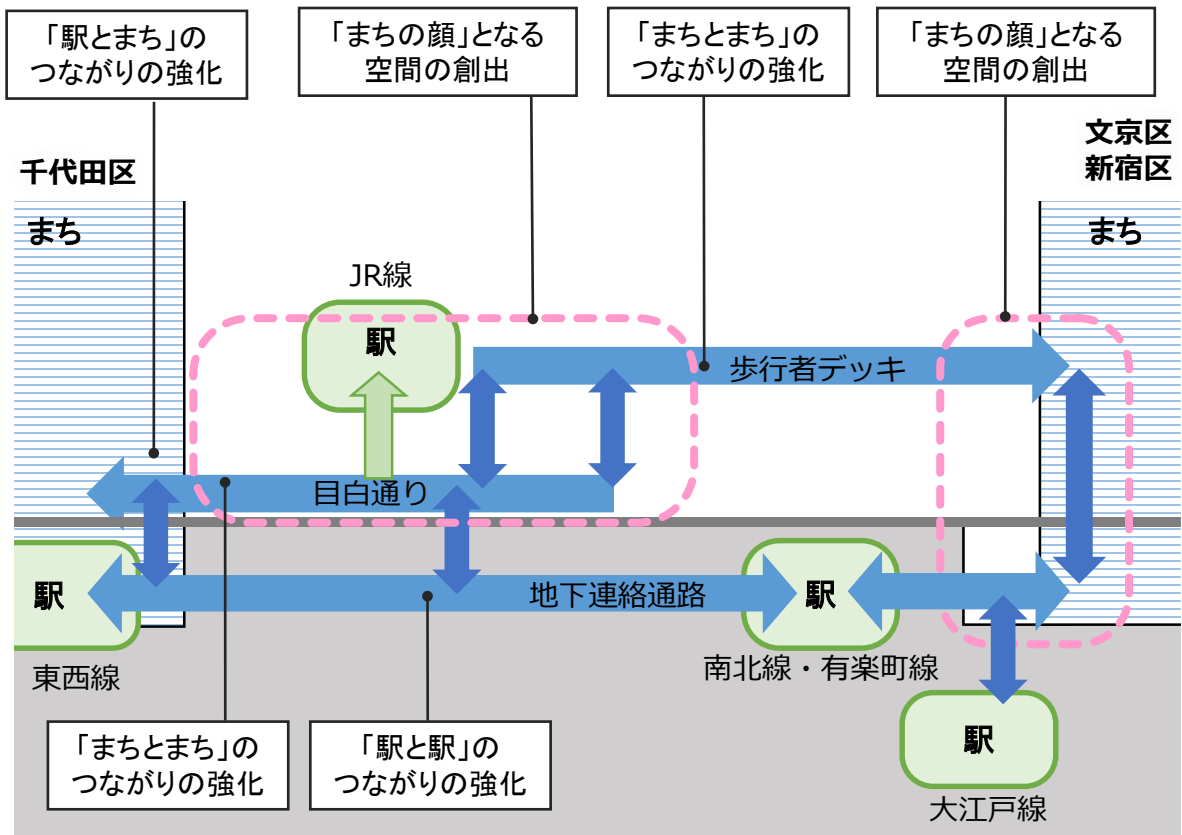 「駅とまち」の
つながりの強化
「まちの顔」となる
空間の創出
「まちとまち」の
つながりの強化
「まちの顔」となる
空間の創出
千代田区
文京区
新宿区
まち
まち
JR線
駅
歩行者デッキ
目白通り
駅
地下連絡通路
駅
東西線
南北線・有楽町線
「まちとまち」の
つながりの強化
「駅と駅」の
つながりの強化
駅
大江戸線